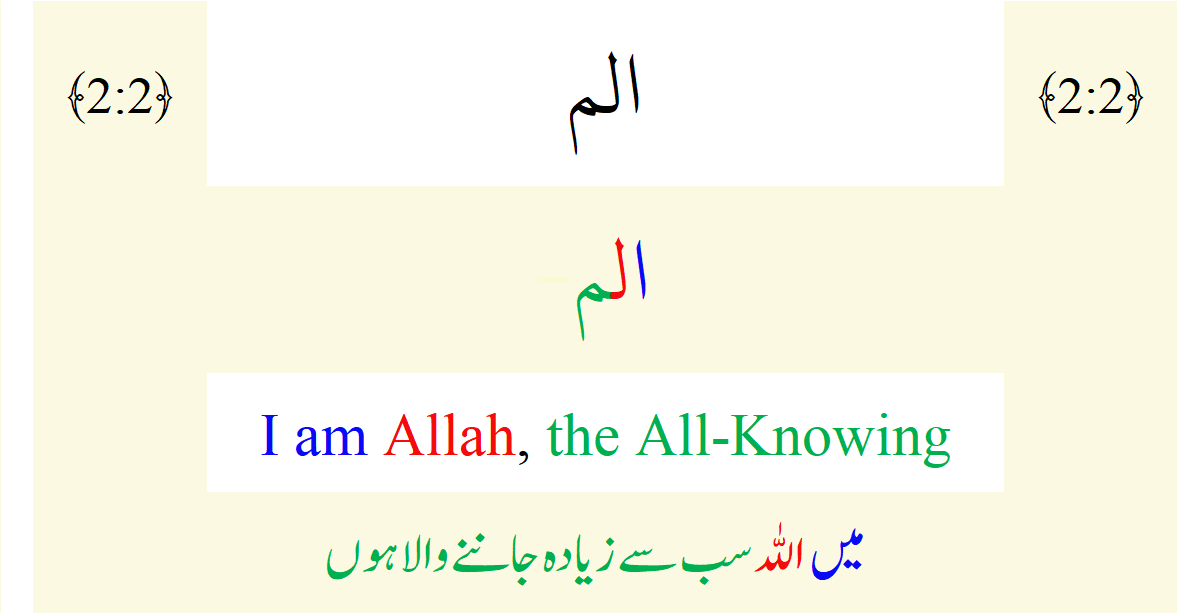 ﴾2:2﴿ الم ﴾2:2﴿
الم
I am Allah, the All-Knowing
میں اللہ سب سے زیادہ جاننے والا ہوں